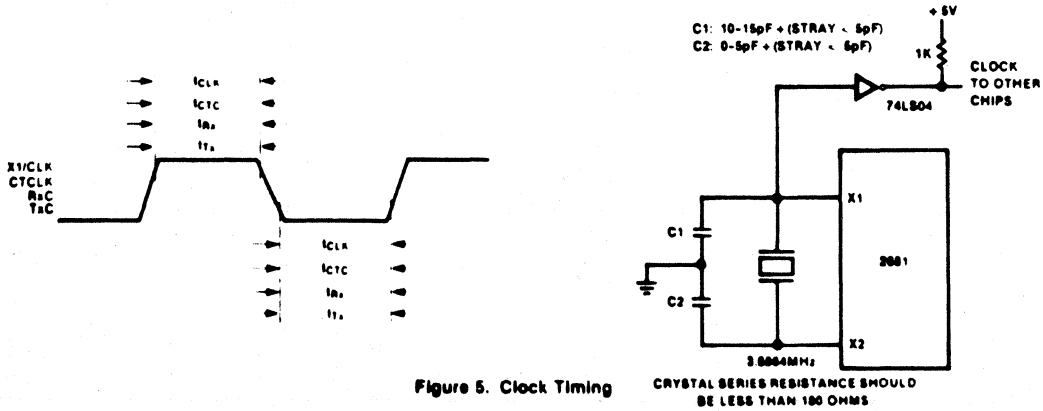 +5V
C1: 10-15pF + (STRAY < 5pF)
C2: 0-5pF + (STRAY < 5pF)
1K
CLOCK
TO OTHER
CHIPS
74LS04
tCLK
tCTC
tRx
tTx
X1/CLK
CTCLK
RxC
TxC
tCLK
tCTC
tRx
tTx
C1
C2
X1
2681
X2
3.6864MHz
Figure 5. Clock Timing
CRYSTAL SERIES RESISTANCE SHOULD
BE LESS THAN 180 OHMS